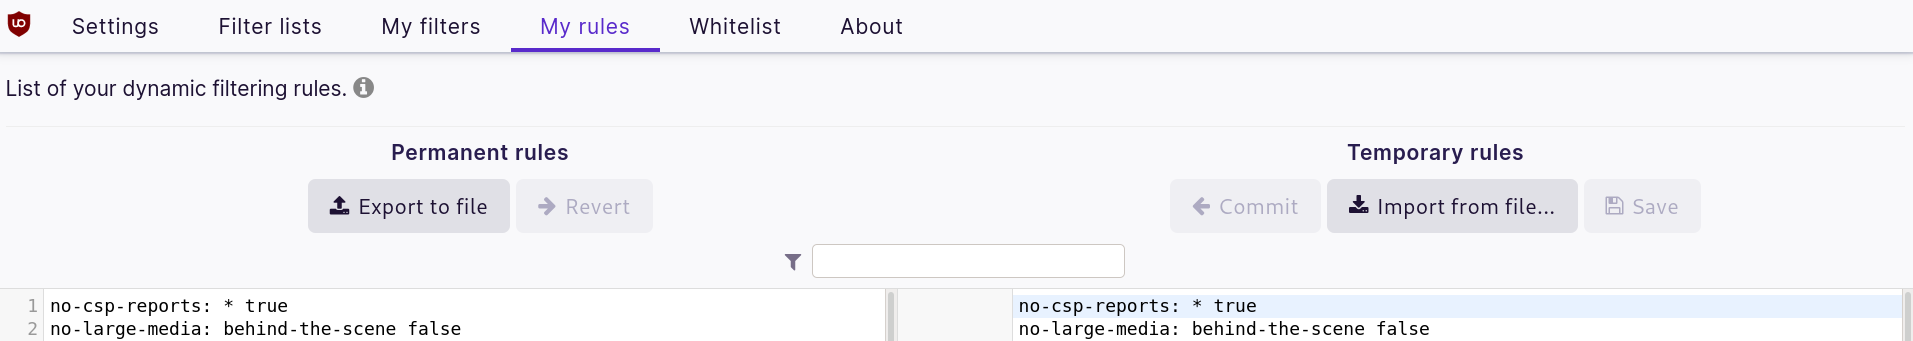 Settings Filter lists My filters My rules Whitelist About
List of your dynamic filtering rules.
Permanent rules Temporary rules
Export to file Revert Commit Import from file... Save
1 no-csp-reports: * true no-csp-reports: * true
2 no-large-media: behind-the-scene false no-large-media: behind-the-scene false